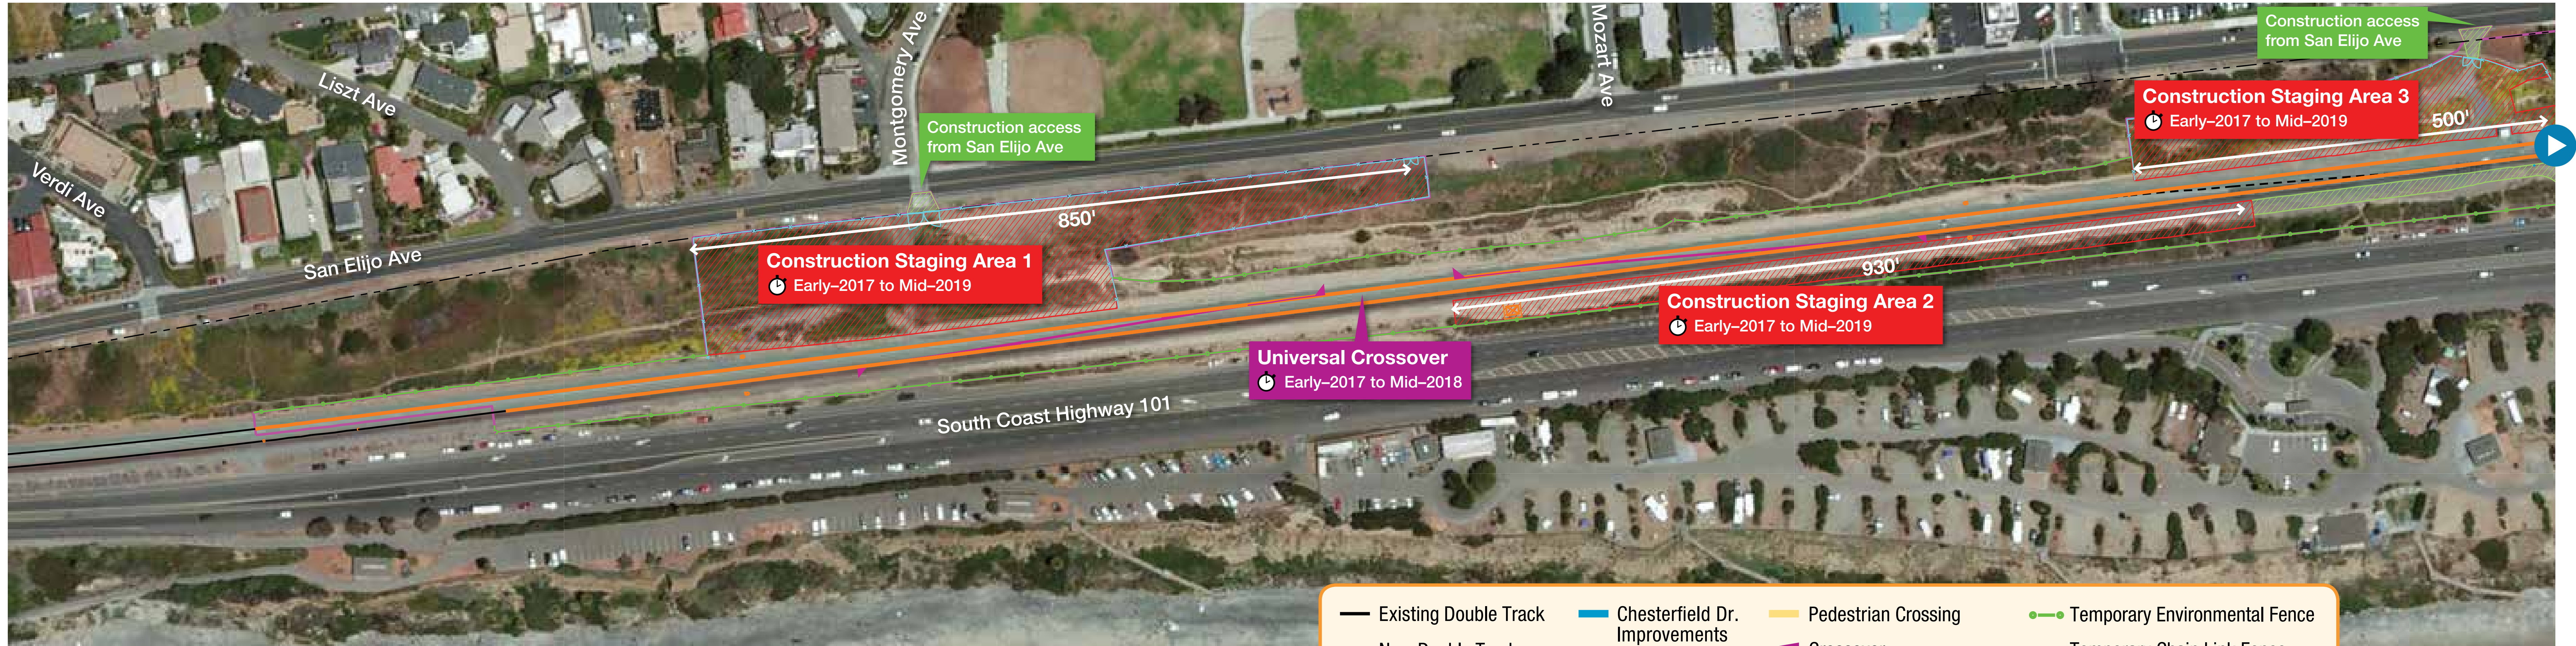 Liszt Ave
Verdi Ave
San Elijo Ave
Montgomery Ave
Construction access
from San Elijo Ave
850'
Construction Staging Area 1
Early–2017 to Mid–2019
Mozart Ave
Construction access
from San Elijo Ave
Construction Staging Area 3
Early–2017 to Mid–2019
500'
930'
Construction Staging Area 2
Early–2017 to Mid–2019
Universal Crossover
Early–2017 to Mid–2018
South Coast Highway 101
Existing Double Track
Chesterfield Dr.
Improvements
Pedestrian Crossing
Temporary Environmental Fence